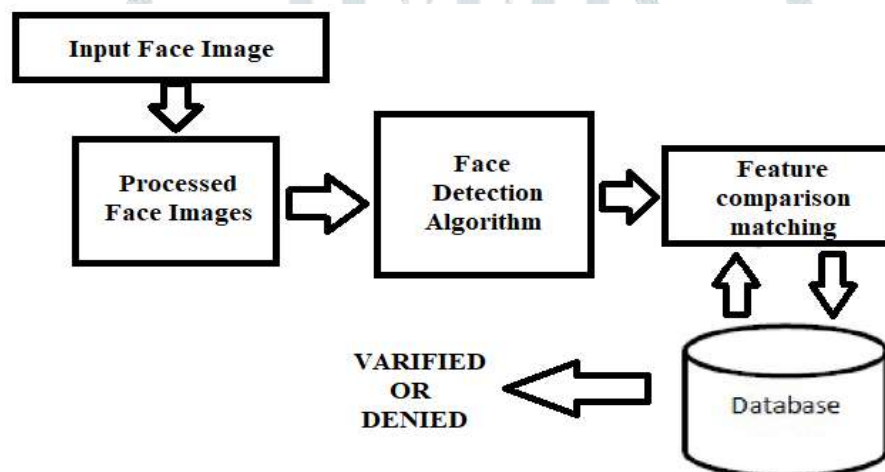 Input Face Image
Processed
Face Images
Face
Detection
Algorithm
Feature
comparison
matching
Database
VARIFIED
OR
DENIED